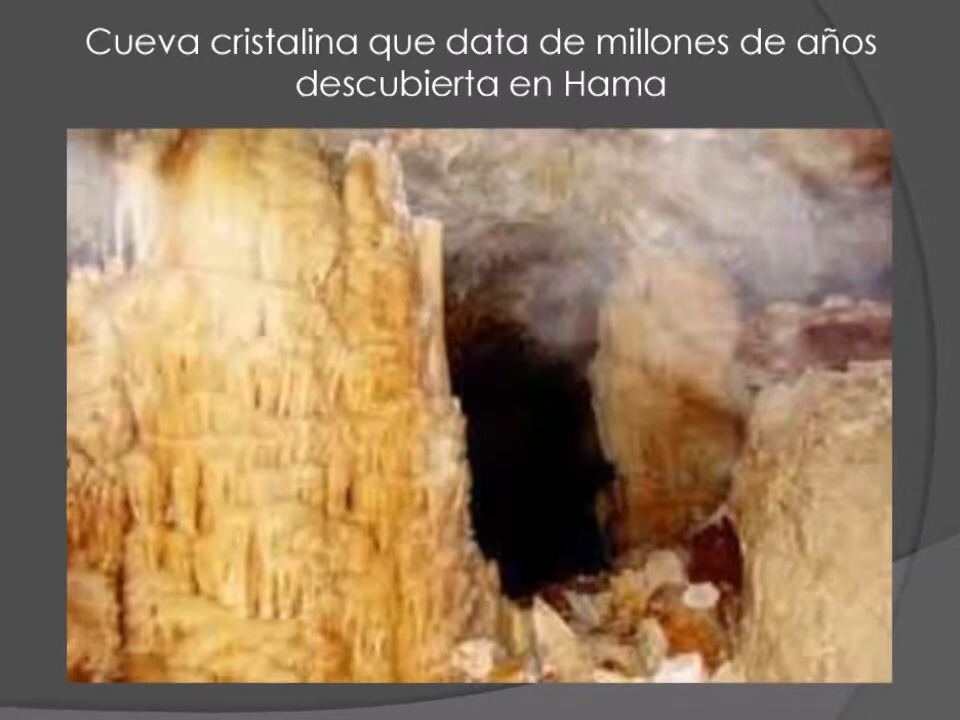 Cueva cristalina que data de millones de años
descubierta en Hama